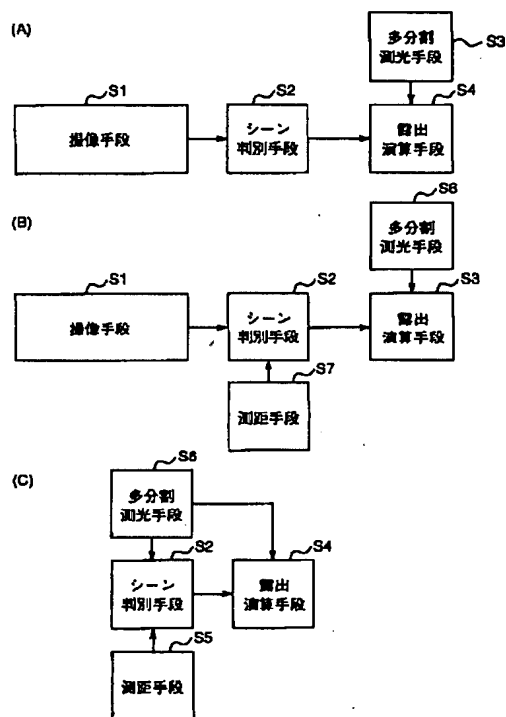 (A)
多分割
測光手段
S3
S1
撮像手段
S2
シーン
判別手段
S4
露出
演算手段
(B)
S6
多分割
測光手段
S1
撮像手段
S2
シーン
判別手段
S3
露出
演算手段
S7
測距手段
(C)
S6
多分割
測光手段
S2
シーン
判別手段
S4
露出
演算手段
S5
測距手段